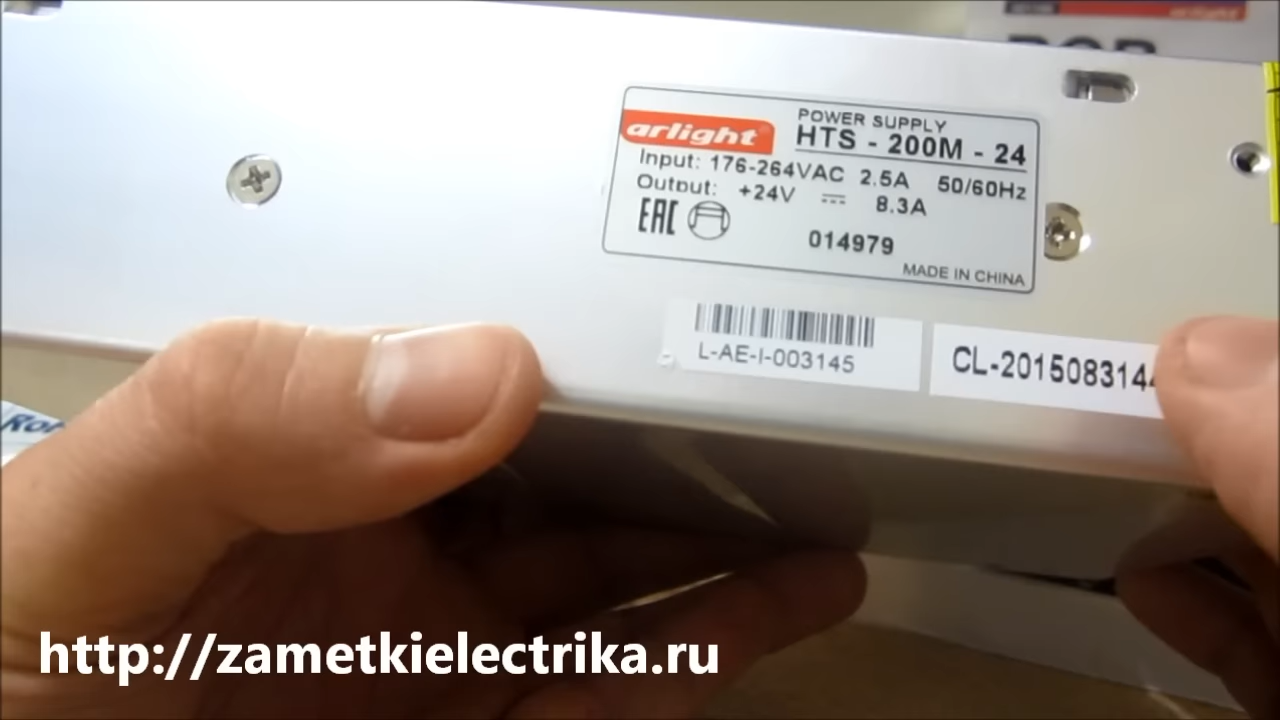 arlight
arlight
POWER SUPPLY
HTS - 200M - 24
Input: 176-264VAC 2.5A 50/60Hz
Output: +24V 8.3A
EAC
014979
MADE IN CHINA
L-AE-I-003145
http://zametkielectrika.ru